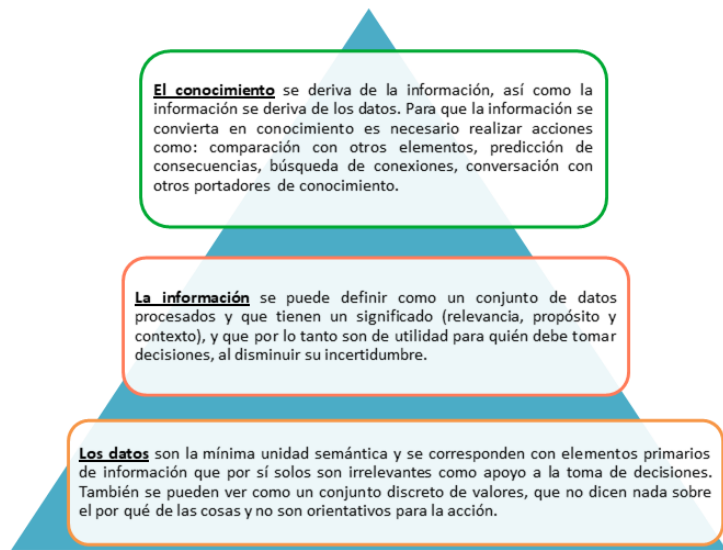 El conocimiento se deriva de la información, así como la
información se deriva de los datos. Para que la información se
convierta en conocimiento es necesario realizar acciones
como: comparación con otros elementos, predicción de
consecuencias, búsqueda de conexiones, conversación con
otros portadores de conocimiento.
La información se puede definir como un conjunto de datos
procesados y que tienen un significado (relevancia, propósito y
contexto), y que por lo tanto son de utilidad para quién debe tomar
decisiones, al disminuir su incertidumbre.
Los datos son la mínima unidad semántica y se corresponden con elementos primarios
de información que por sí solos son irrelevantes como apoyo a la toma de decisiones.
También se pueden ver como un conjunto discreto de valores, que no dicen nada sobre
el por qué de las cosas y no son orientativos para la acción.